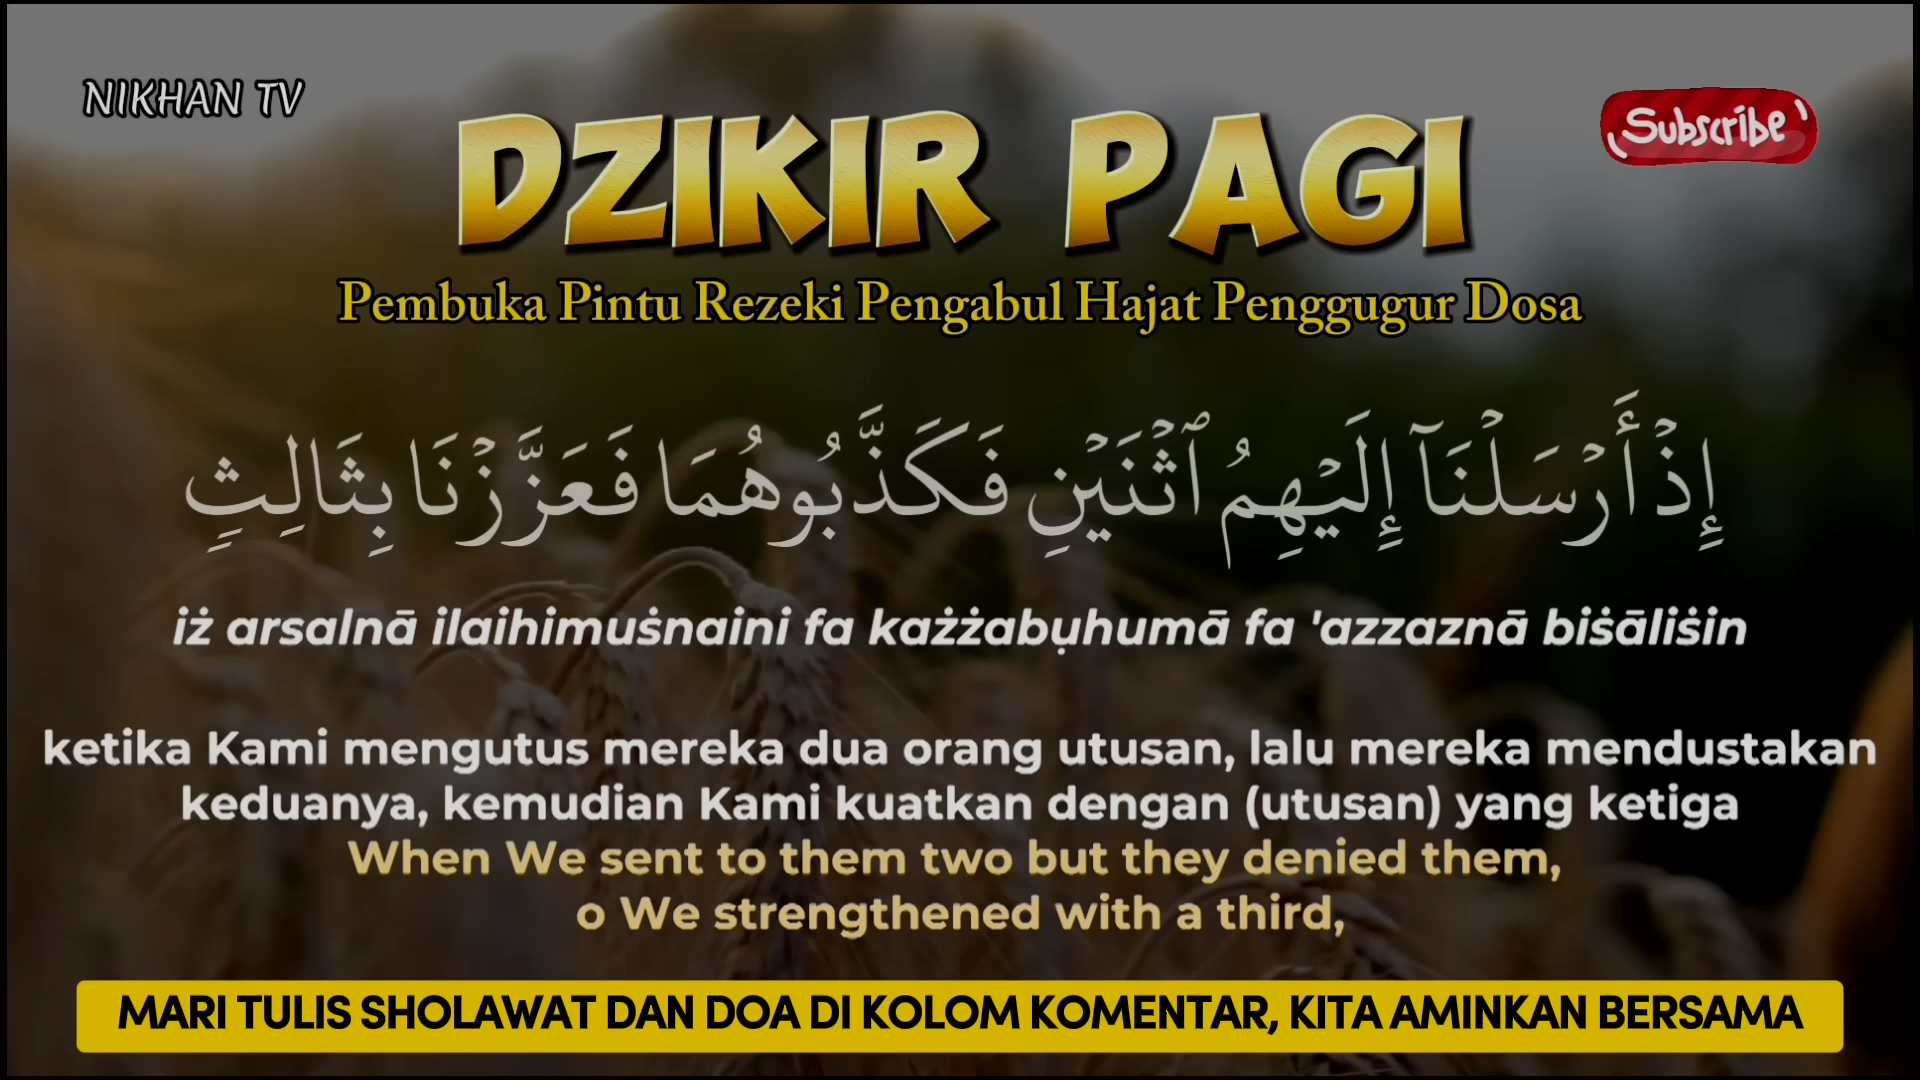 NIKHAN TV
DZIKIR PAGI
Subscribe
Pembuka Pintu Rezeki Pengabul Hajat Penggugur Dosa
إِذْ أَرْسَلْنَآ إِلَيْهِمُ ٱثْنَيْنِ فَكَذَّبُوهُمَا فَعَزَّزْنَا بِثَالِثٍ
iż arsalnā ilaihimuṡnaini fa każżabụhumā fa 'azzaznā biṡāliṡin
ketika Kami mengutus mereka dua orang utusan, lalu mereka mendustakan
keduanya, kemudian Kami kuatkan dengan (utusan) yang ketiga
When We sent to them two but they denied them,
o We strengthened with a third,
MARI TULIS SHOLAWAT DAN DOA DI KOLOM KOMENTAR, KITA AMINKAN BERSAMA